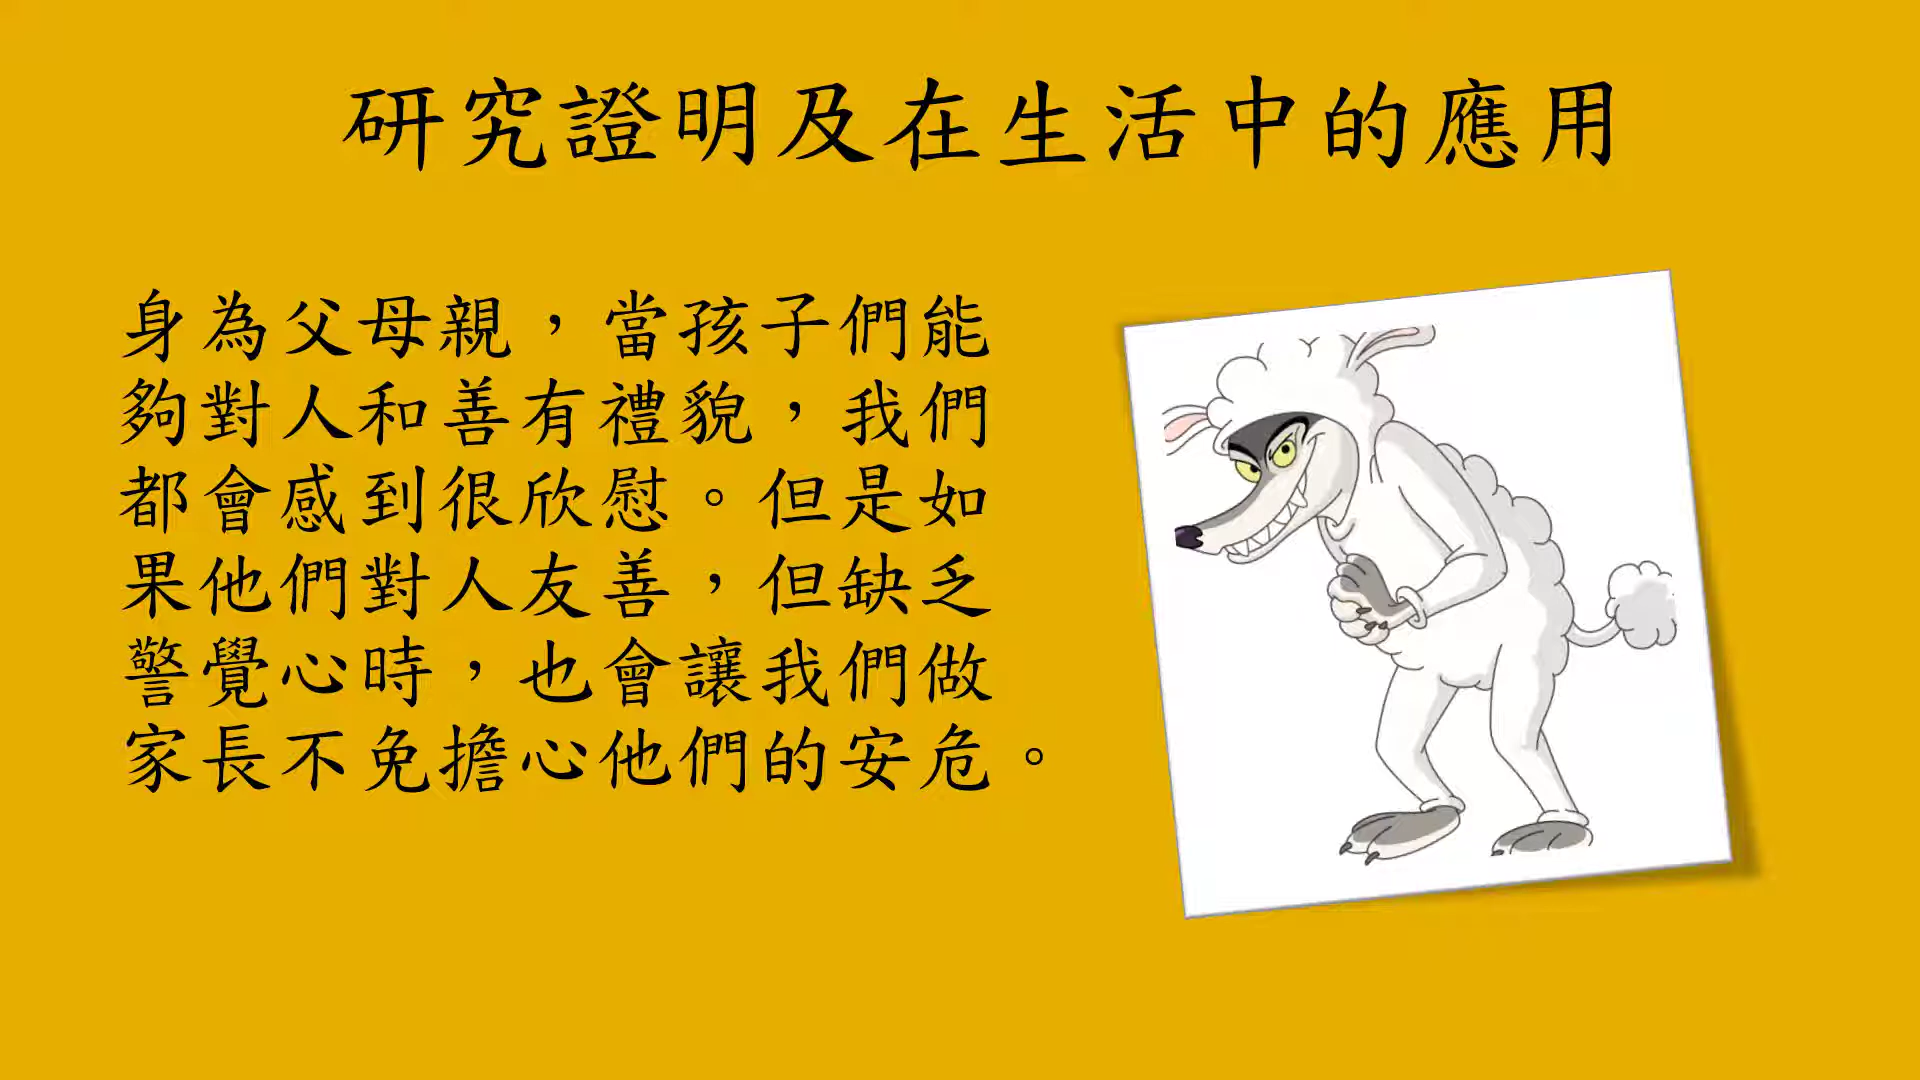 研究證明及在生活中的應用
身為父母親，當孩子們能
夠對人和善有禮貌，我們
都會感到很欣慰。但是如
果他們對人友善，但缺乏
警覺心時，也會讓我們做
家長不免擔心他們的安危。